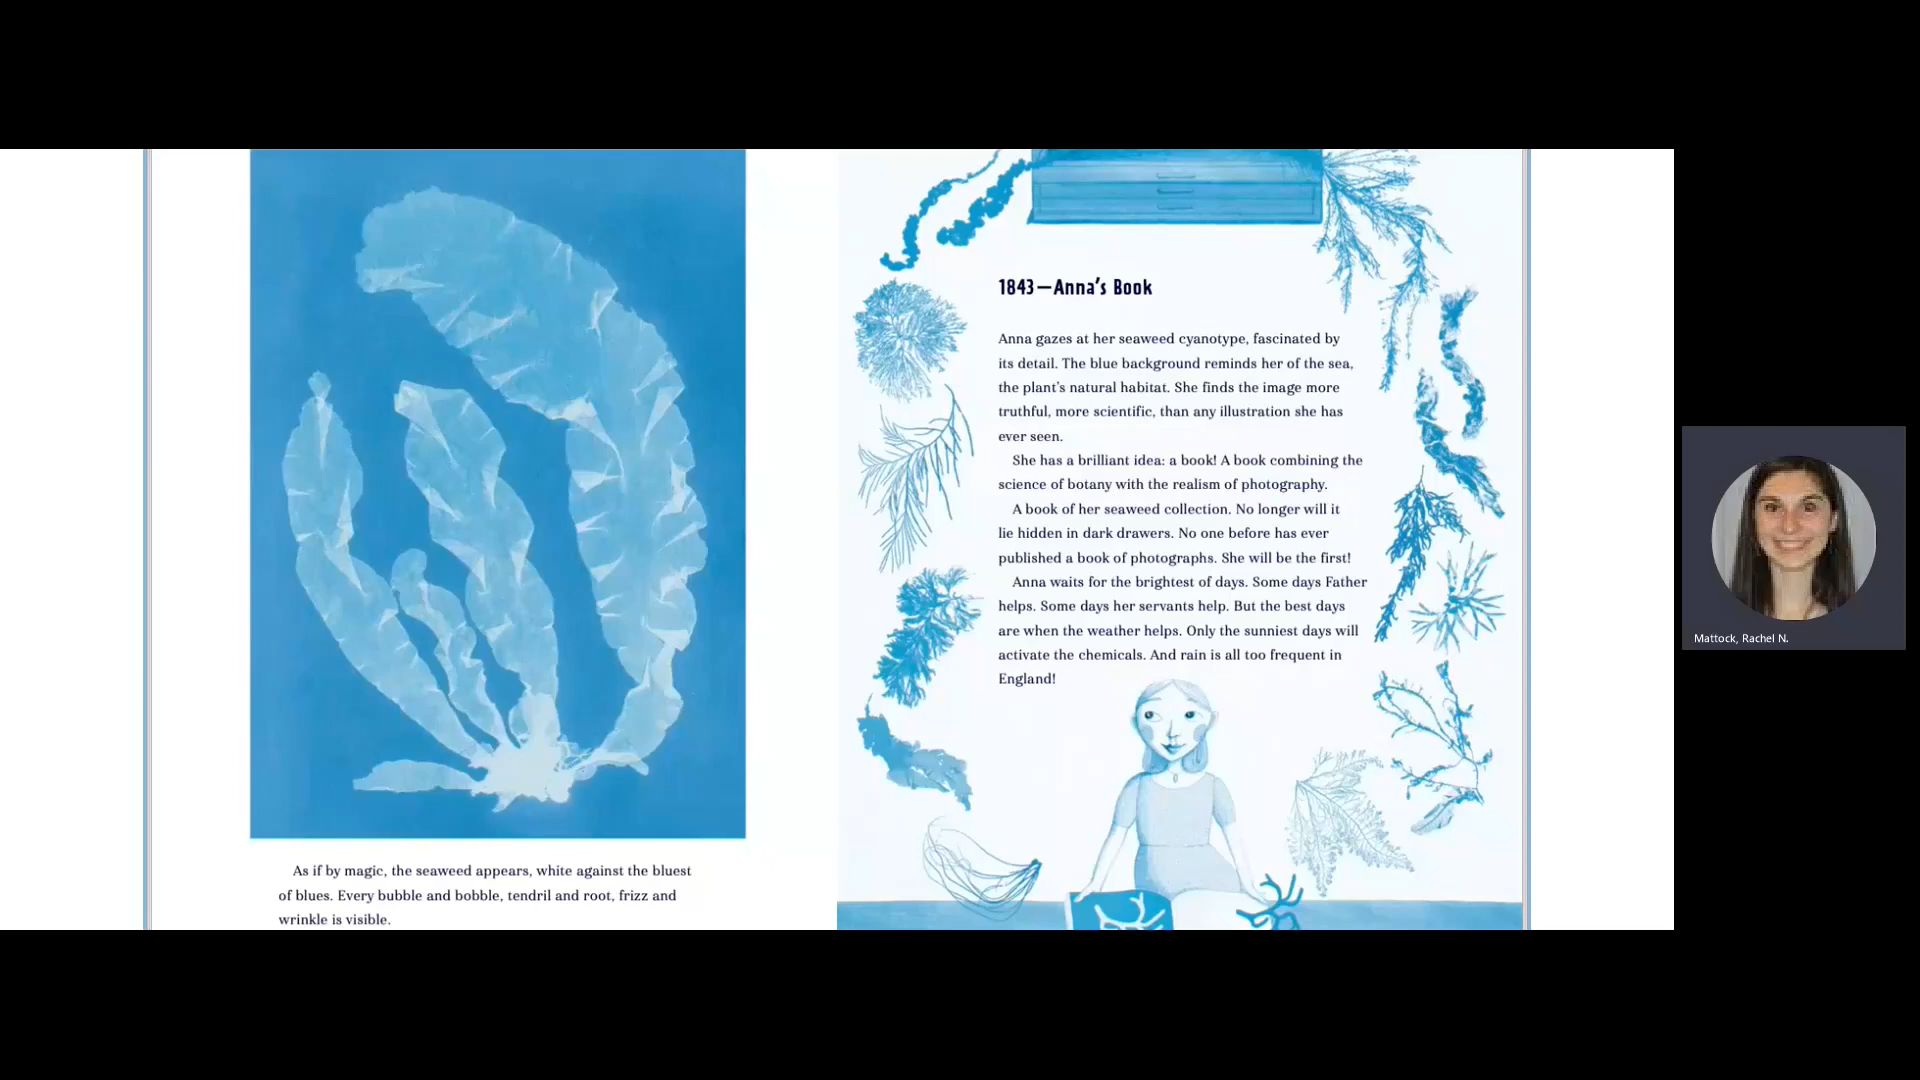 As if by magic, the seaweed appears, white against the bluest
of blues. Every bubble and bobble, tendril and root, frizz and
wrinkle is visible.
1843—Anna's Book
Anna gazes at her seaweed cyanotype, fascinated by
its detail. The blue background reminds her of the sea,
the plant's natural habitat. She finds the image more
truthful, more scientific, than any illustration she has
ever seen.
She has a brilliant idea: a book! A book combining the
science of botany with the realism of photography.
A book of her seaweed collection. No longer will it
lie hidden in dark drawers. No one before has ever
published a book of photographs. She will be the first!
Anna waits for the brightest of days. Some days Father
helps. Some days her servants help. But the best days
are when the weather helps. Only the sunniest days will
activate the chemicals. And rain is all too frequent in
England!
Mattock, Rachel N.